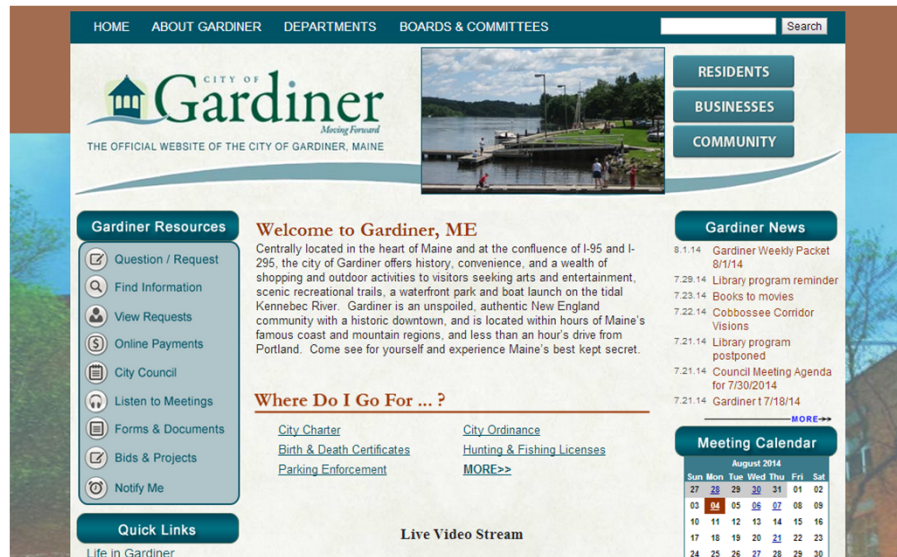 HOME ABOUT GARDINER DEPARTMENTS BOARDS & COMMITTEES Search
CITY OF
Gardiner
Moving Forward
THE OFFICIAL WEBSITE OF THE CITY OF GARDINER, MAINE
RESIDENTS
BUSINESSES
COMMUNITY
Gardiner Resources
Question / Request
Find Information
View Requests
Online Payments
City Council
Listen to Meetings
Forms & Documents
Bids & Projects
Notify Me
Quick Links
Life in Gardiner
Welcome to Gardiner, ME
Centrally located in the heart of Maine and at the confluence of I-95 and I-
295, the city of Gardiner offers history, convenience, and a wealth of
shopping and outdoor activities to visitors seeking arts and entertainment,
scenic recreational trails, a waterfront park and boat launch on the tidal
Kennebec River. Gardiner is an unspoiled, authentic New England
community with a historic downtown, and is located within hours of Maine's
famous coast and mountain regions, and less than an hour's drive from
Portland. Come see for yourself and experience Maine's best kept secret.
Where Do I Go For ... ?
City Charter City Ordinance
Birth & Death Certificates Hunting & Fishing Licenses
Parking Enforcement MORE>>
Live Video Stream
Gardiner News
8.1.14 Gardiner Weekly Packet
8/1/14
7.29.14 Library program reminder
7.23.14 Books to movies
7.22.14 Cobbossee Corridor
Visions
7.21.14 Library program
postponed
7.21.14 Council Meeting Agenda
for 7/30/2014
7.21.14 Gardiner t 7/18/14
MORE
Meeting Calendar
August 2014
Sun Mon Tue Wed Thu Fri Sat
27 28 29 30 31 01 02
03 04 05 06 07 08 09
10 11 12 13 14 15 16
17 18 19 20 21 22 23
24 25 26 27 28 29 30